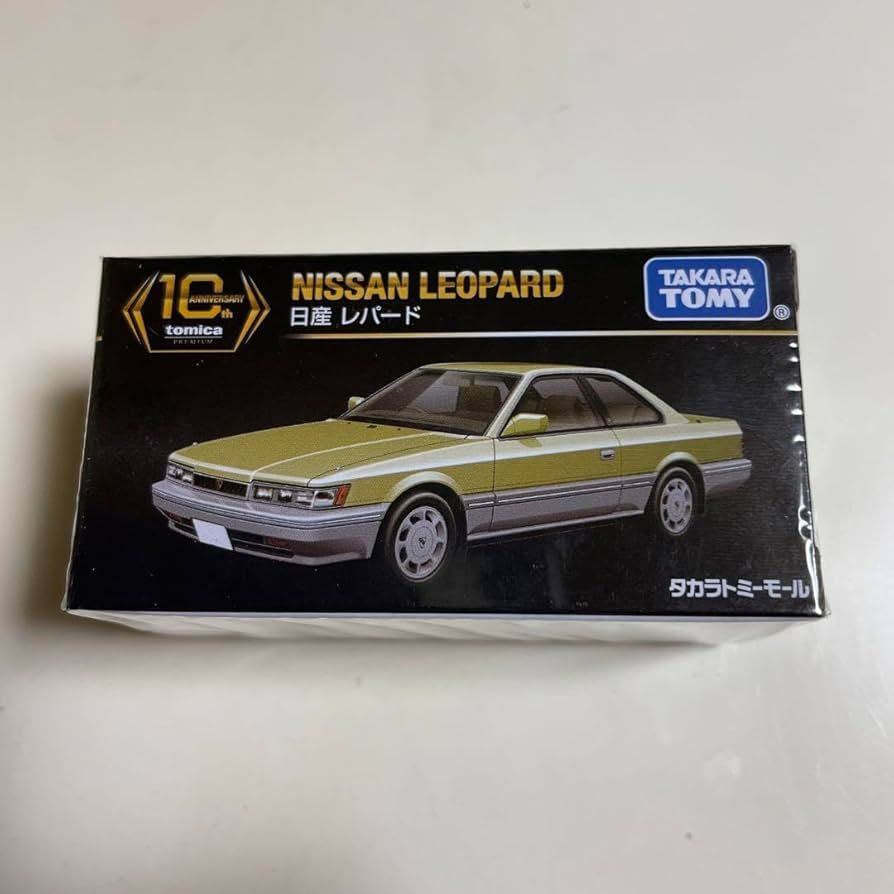 10th
ANNIVERSARY
tomica
PREMIUM
NISSAN LEOPARD
日産 レパード
TAKARA
TOMY
®
タカラトミーモール